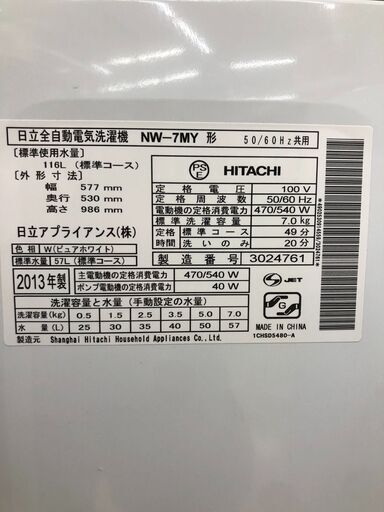 日立全自動電気洗濯機 NW-7MY 形 50/60Hz共用
〔標準使用水量〕
116L (標準コース)
〔外形寸法〕
幅 577 mm
奥行 530 mm
高さ 986 mm
日立アプライアンス(株)
色相 W(ピュアホワイト)
標準水量 57L(標準コース)
PS
E
HITACHI
定格電圧 100 V
定格周波数 50/60 Hz
電動機の定格消費電力 470/540 W
標準洗濯容量 7.0 kg
標準コース 49分
洗いのみ 20分
製造番号 3024761
2013年製
主電動機の定格消費電力 470/540 W
ポンプ電動機の定格消費電力 40 W
洗濯容量と水量 (手動設定の水量)
洗濯容量(kg) 0.5 1.5 2.5 3.5 5.0 7.0
水量(L) 25 30 35 40 50 57
製造元 Shanghai Hitachi Household Appliances Co., Ltd.
JET
MADE IN CHINA
1CHSD5480-A